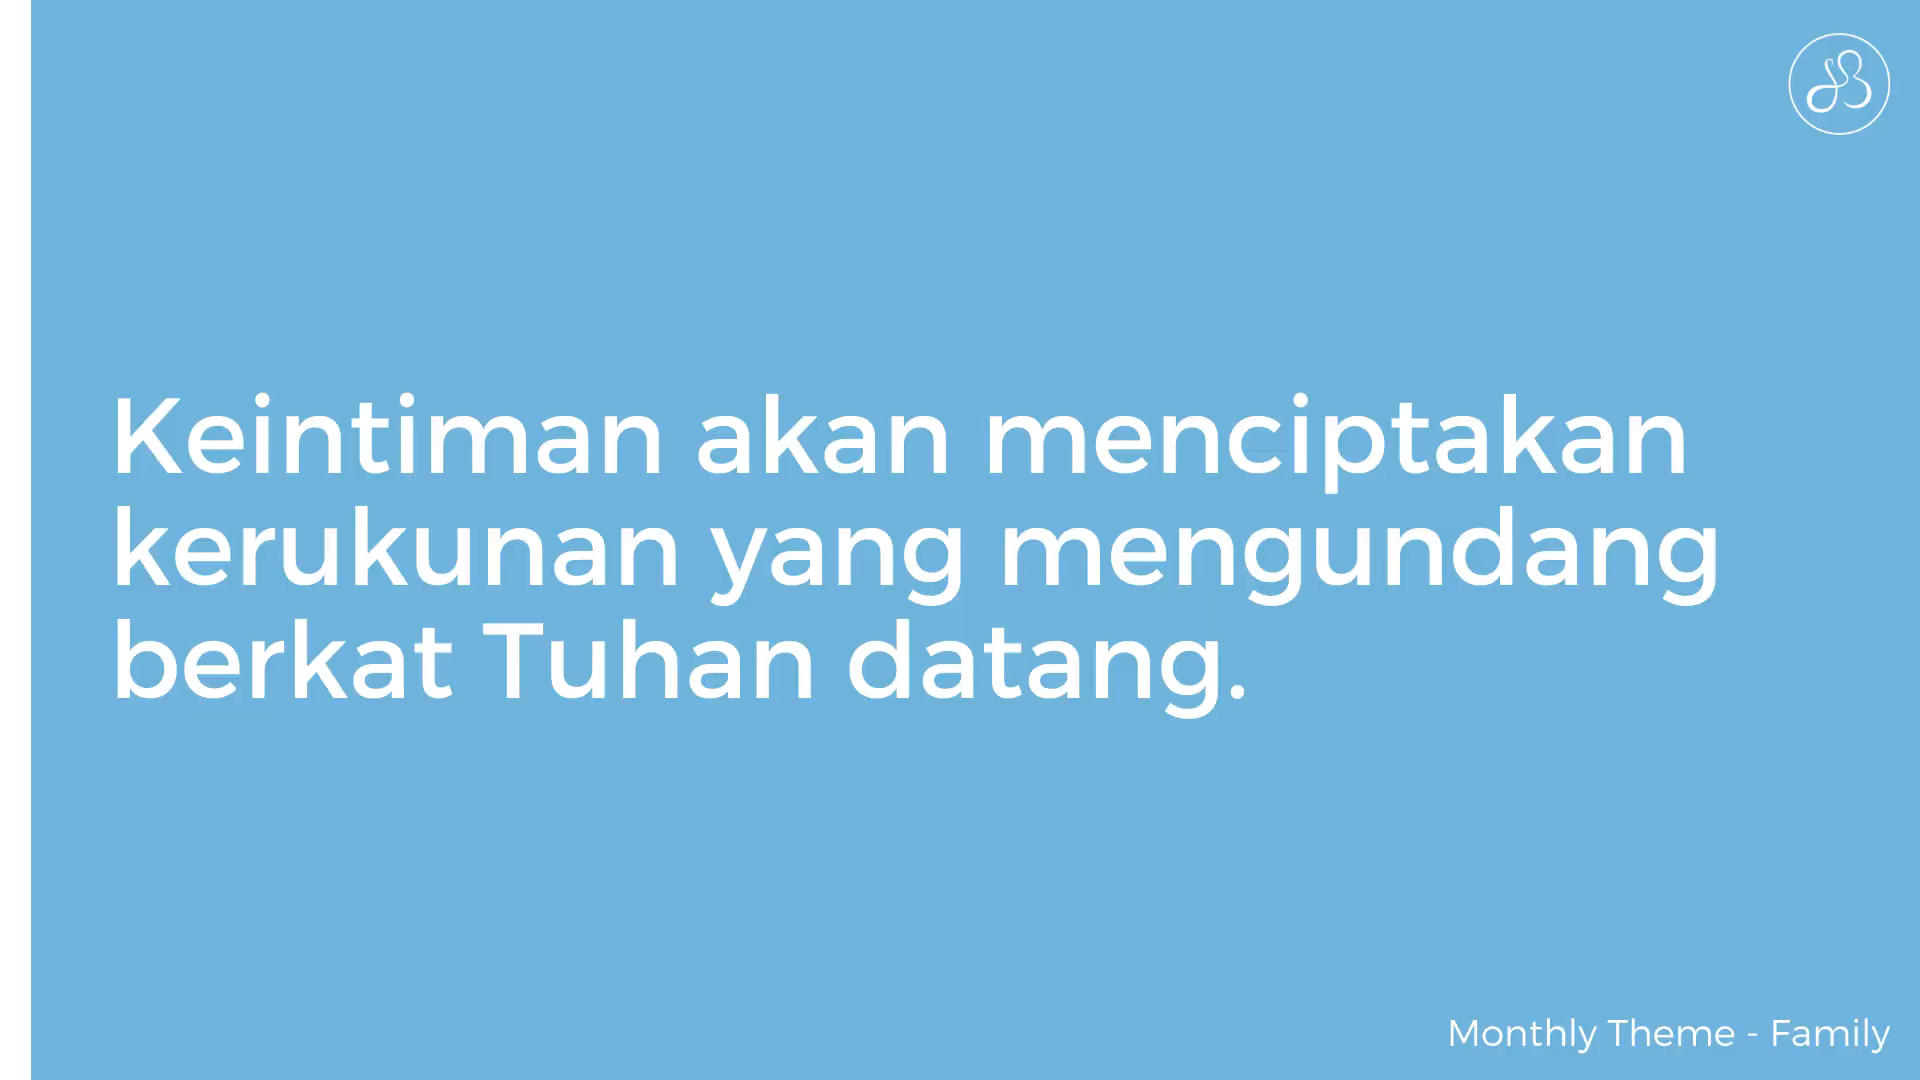 Keintiman akan menciptakan
kerukunan yang mengundang
berkat Tuhan datang.
Monthly Theme - Family